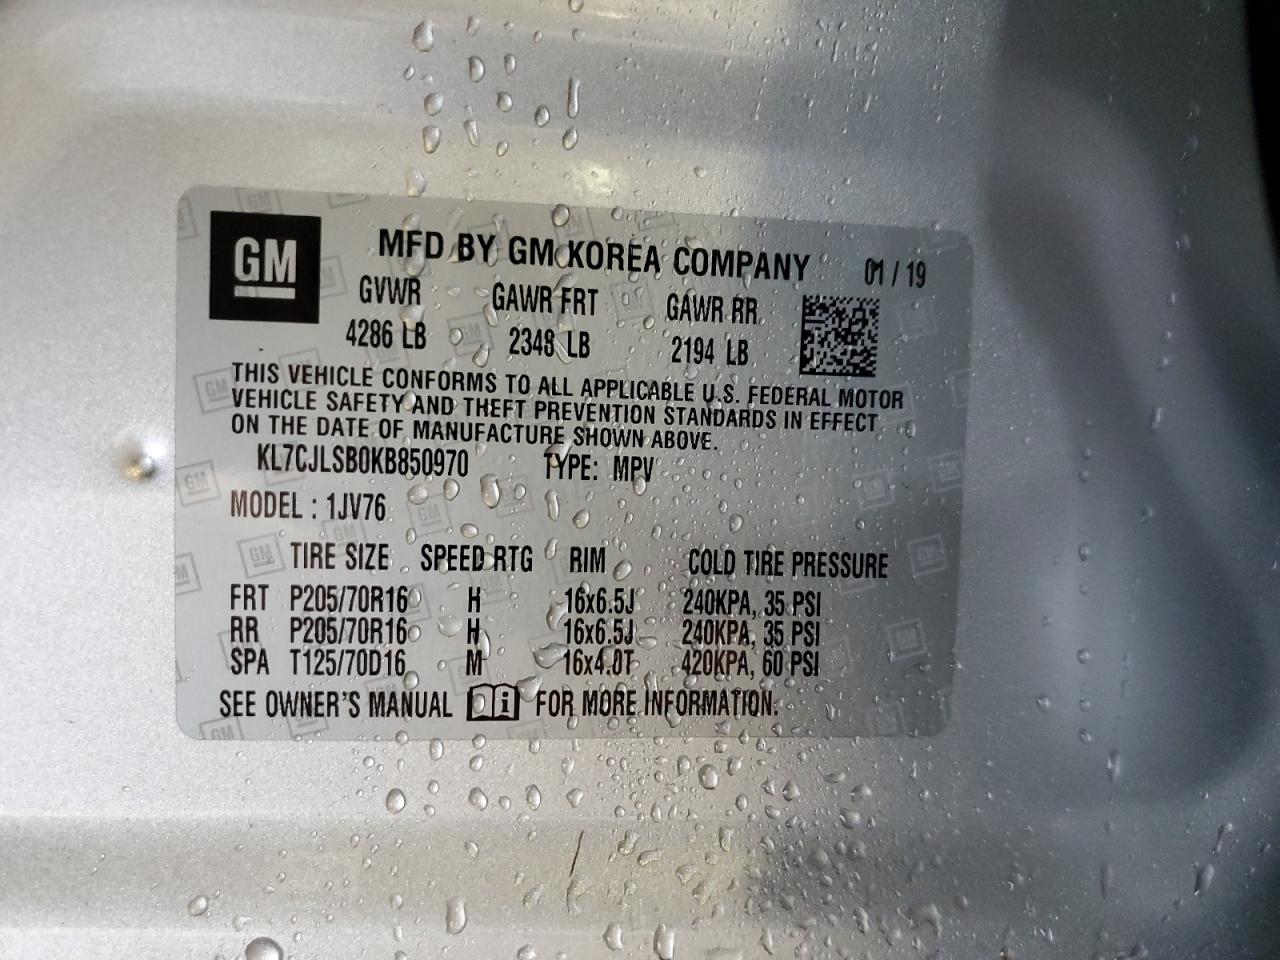 GM
MFD BY GM KOREA COMPANY 01 / 19
GVWR GAWR FRT GAWR RR
4286 LB 2348 LB 2194 LB
THIS VEHICLE CONFORMS TO ALL APPLICABLE U.S. FEDERAL MOTOR
VEHICLE SAFETY AND THEFT PREVENTION STANDARDS IN EFFECT
ON THE DATE OF MANUFACTURE SHOWN ABOVE.
KL7CJLSB0KB850970 TYPE: MPV
MODEL : 1JV76
TIRE SIZE SPEED RTG RIM COLD TIRE PRESSURE
FRT P205/70R16 H 16x6.5J 240KPA, 35 PSI
RR P205/70R16 H 16x6.5J 240KPA, 35 PSI
SPA T125/70D16 M 16x4.0T 420KPA, 60 PSI
SEE OWNER'S MANUAL i FOR MORE INFORMATION.